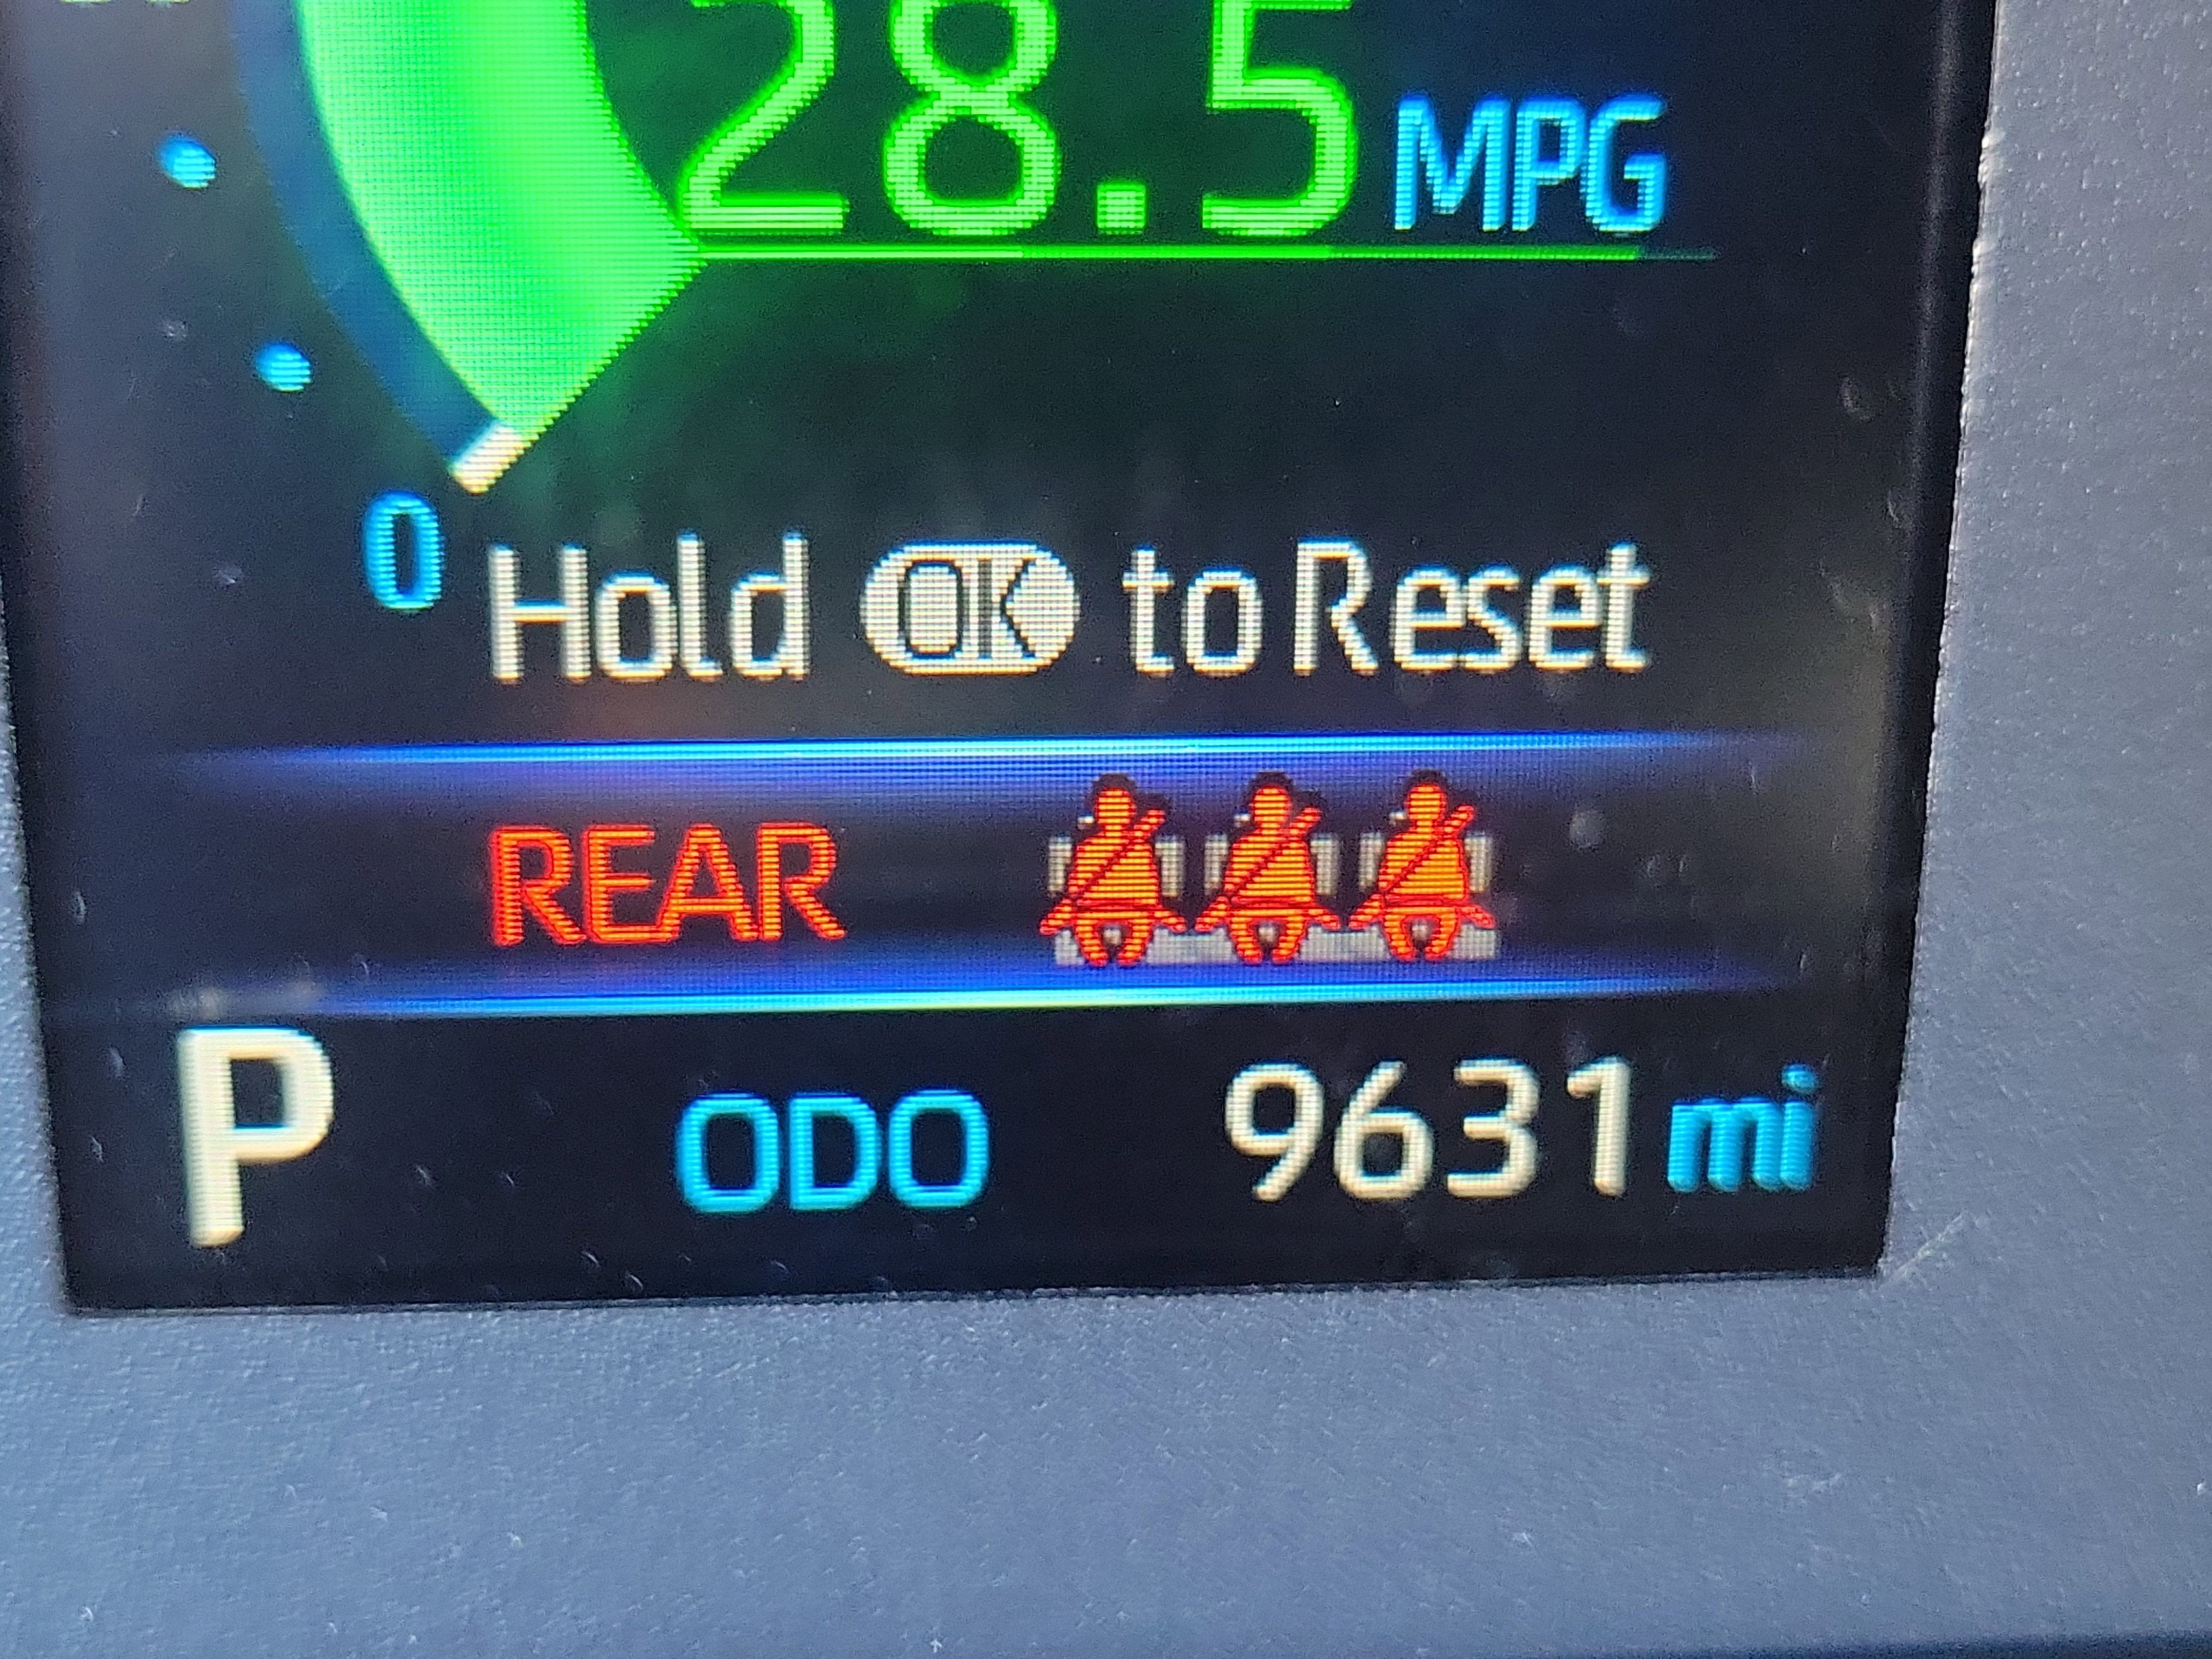 28.5 MPG
0
Hold OK to Reset
REAR
P ODO 9631 mi